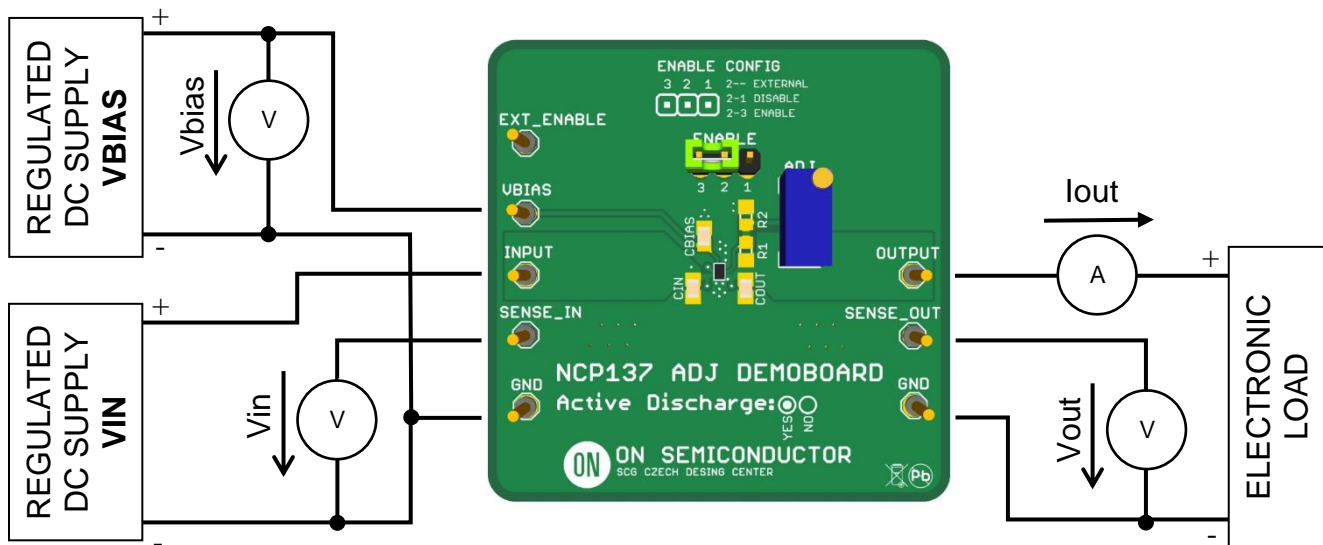 REGULATED
DC SUPPLY
VBIAS
+
-
Vbias
V
REGULATED
DC SUPPLY
VIN
+
-
Vin
V
ENABLE CONFIG
3 2 1
2-- EXTERNAL
2-1 DISABLE
2-3 ENABLE
EXT_ENABLE
ENABLE
3 2 1
ADJ
VBIAS
CBIAS
R2
R1
INPUT
OUTPUT
CIN
COUT
SENSE_IN
SENSE_OUT
NCP137 ADJ DEMOBOARD
GND
GND
Active Discharge:
YES
NO
ON
ON SEMICONDUCTOR
SCG CZECH DESING CENTER
Pb
Iout
A
+
-
Vout
V
ELECTRONIC
LOAD